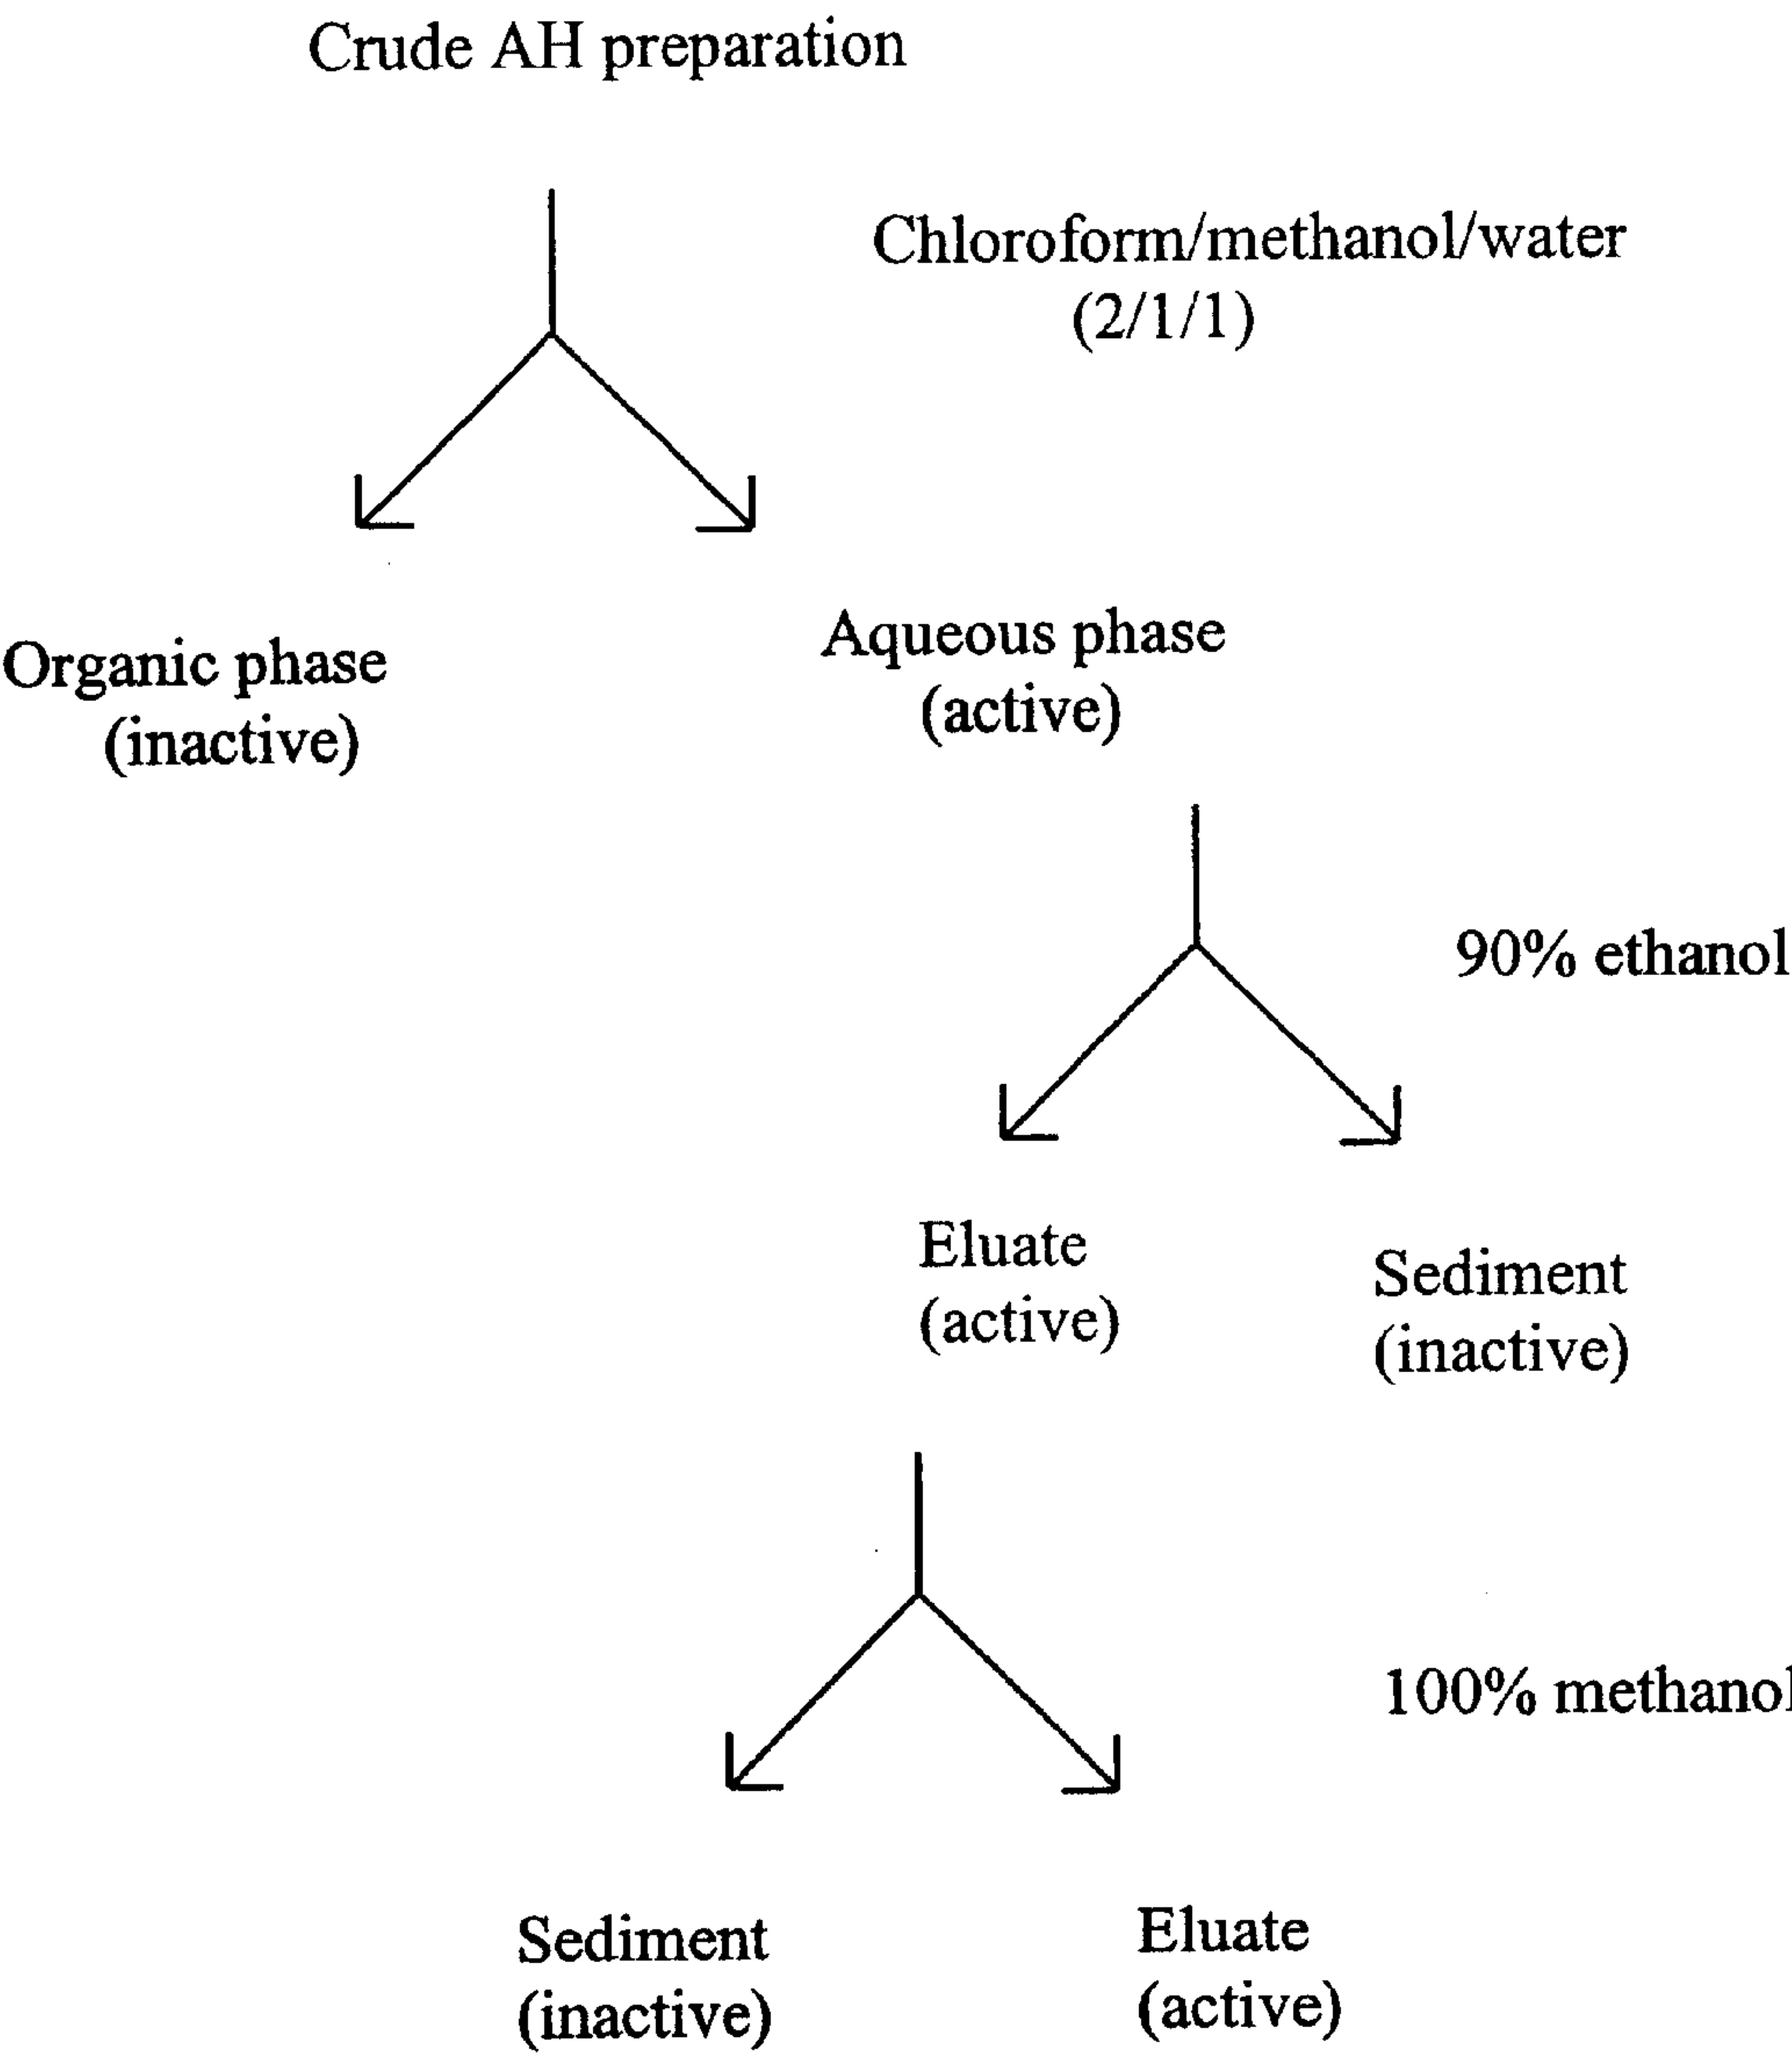 Crude AH preparation
Chloroform/methanol/water
(2/1/1)
Organic phase
(inactive)
Aqueous phase
(active)
90% ethanol
Eluate
(active)
Sediment
(inactive)
100% methanol
Sediment
(inactive)
Eluate
(active)